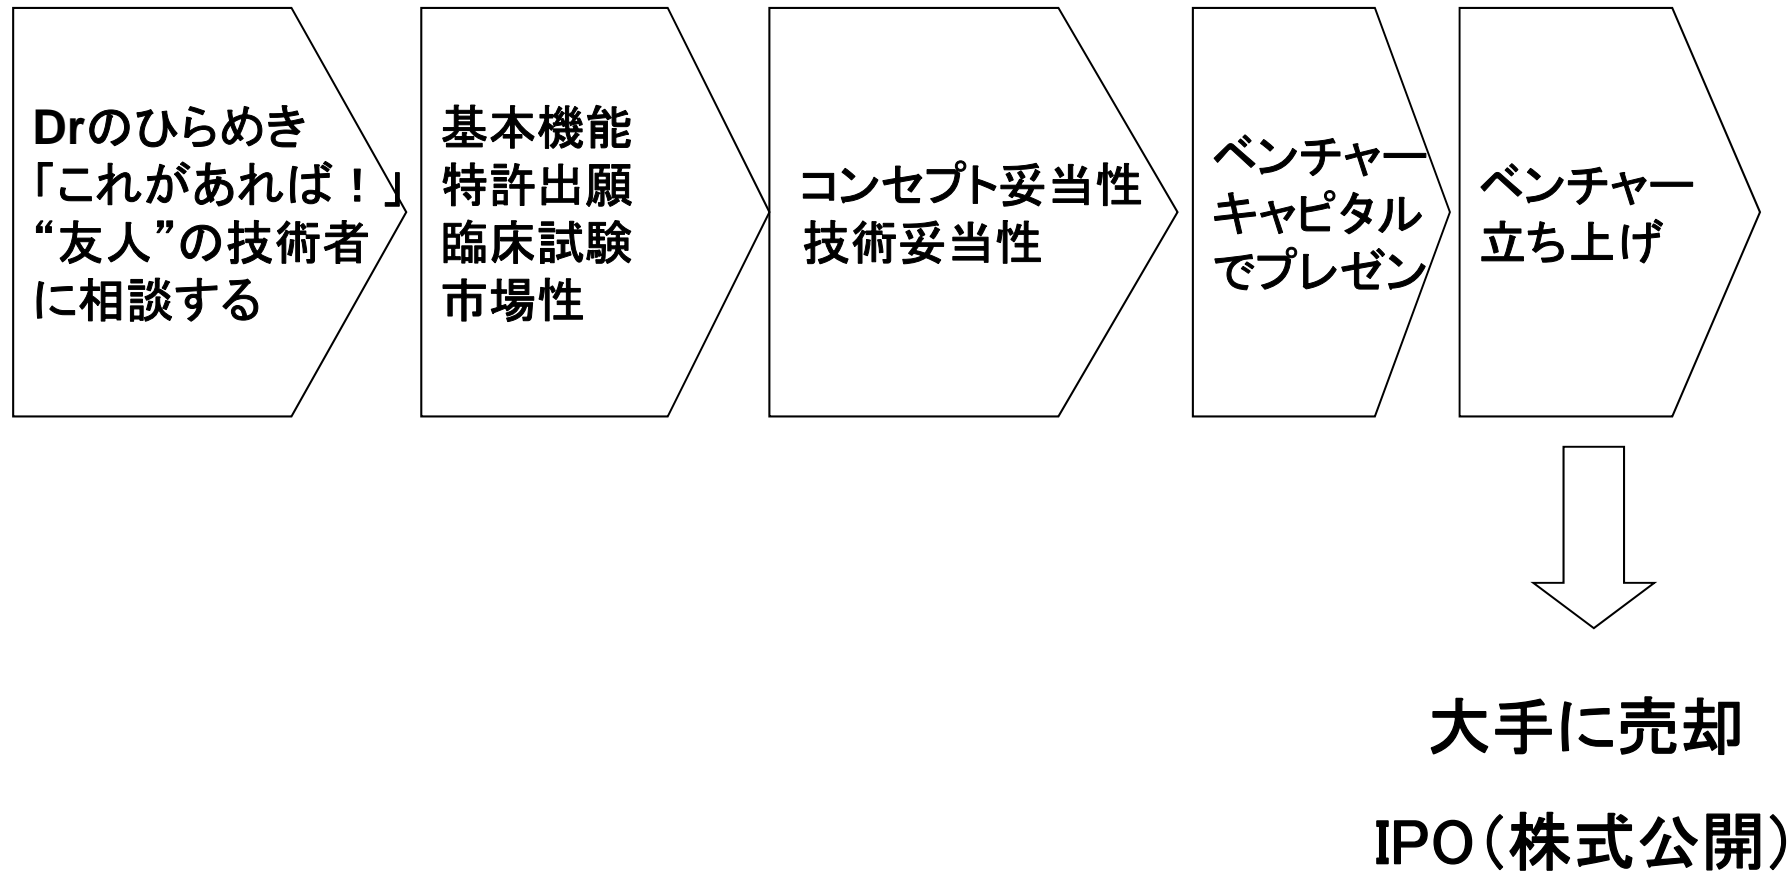 Drのひらめき
「これがあれば！」
“友人”の技術者
に相談する
基本機能
特許出願
臨床試験
市場性
コンセプト妥当性
技術妥当性
ベンチャー
キャピタル
でプレゼン
ベンチャー
立ち上げ
大手に売却
IPO（株式公開）